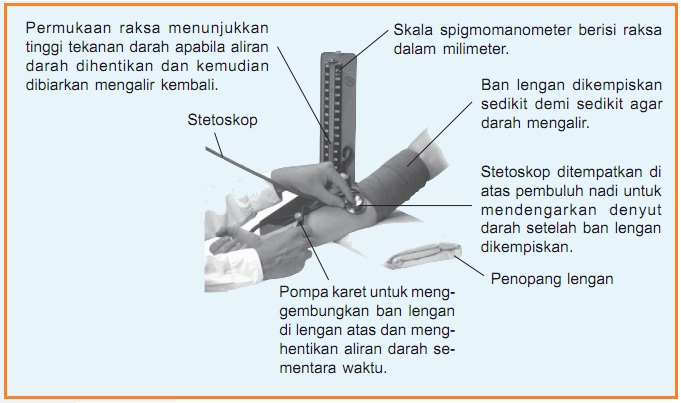 Permukaan raksa menunjukkan
tinggi tekanan darah apabila aliran
darah dihentikan dan kemudian
dibiarkan mengalir kembali.
Skala spigmomanometer berisi raksa
dalam milimeter.
Ban lengan dikempiskan
sedikit demi sedikit agar
darah mengalir.
Stetoskop
Stetoskop ditempatkan di
atas pembuluh nadi untuk
mendengarkan denyut
darah setelah ban lengan
dikempiskan.
Penopang lengan
Pompa karet untuk meng-
gembungkan ban lengan
di lengan atas dan meng-
hentikan aliran darah se-
mentara waktu.